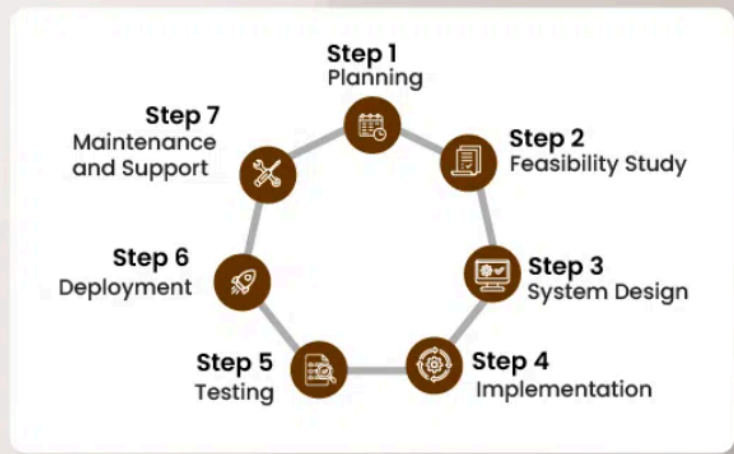 Step 1
Planning
Step 2
Feasibility Study
Step 3
System Design
Step 4
Implementation
Step 5
Testing
Step 6
Deployment
Step 7
Maintenance
and Support